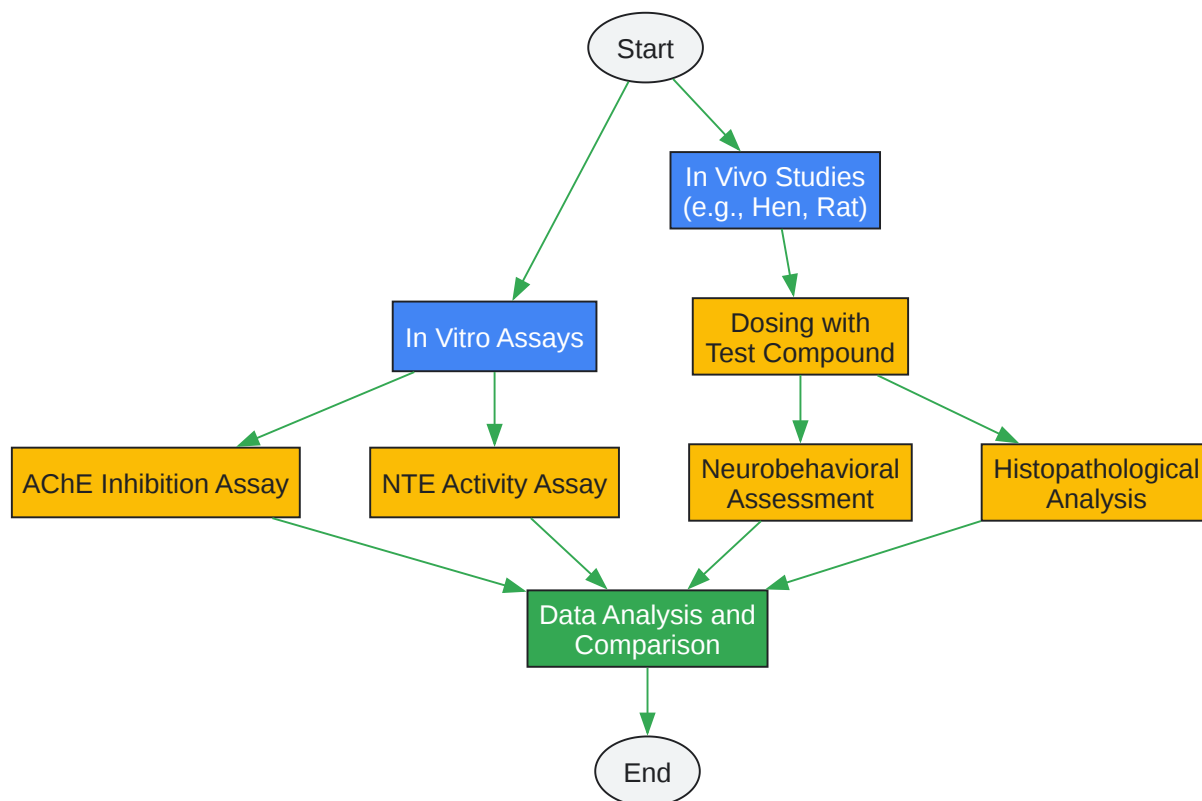 Start
In Vivo Studies
(e.g., Hen, Rat)
In Vitro Assays
Dosing with
Test Compound
AChE Inhibition Assay
NTE Activity Assay
Neurobehavioral
Assessment
Histopathological
Analysis
Data Analysis and
Comparison
End